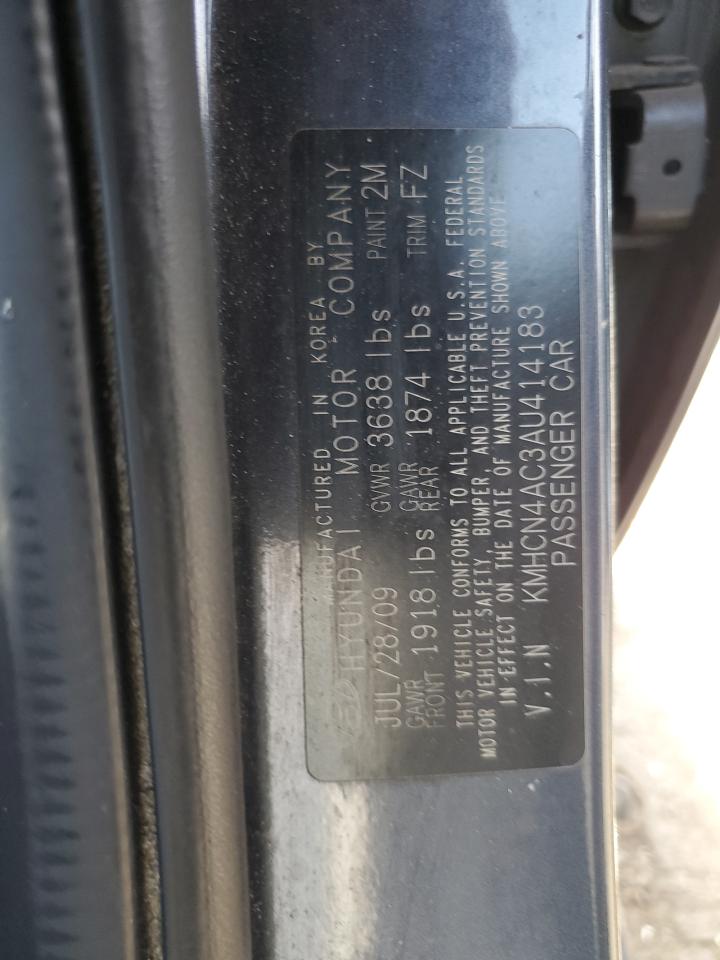 MANUFACTURED IN KOREA BY
HYUNDAI MOTOR COMPANY
JUL/28/09 GVWR 3638 lbs PAINT 2M
GAWR FRONT 1918 lbs GAWR REAR 1874 lbs TRIM FZ
THIS VEHICLE CONFORMS TO ALL APPLICABLE U.S.A. FEDERAL
MOTOR VEHICLE SAFETY, BUMPER, AND THEFT PREVENTION STANDARDS
IN EFFECT ON THE DATE OF MANUFACTURE SHOWN ABOVE
V.I.N KMHCN4AC3AU414183
PASSENGER CAR